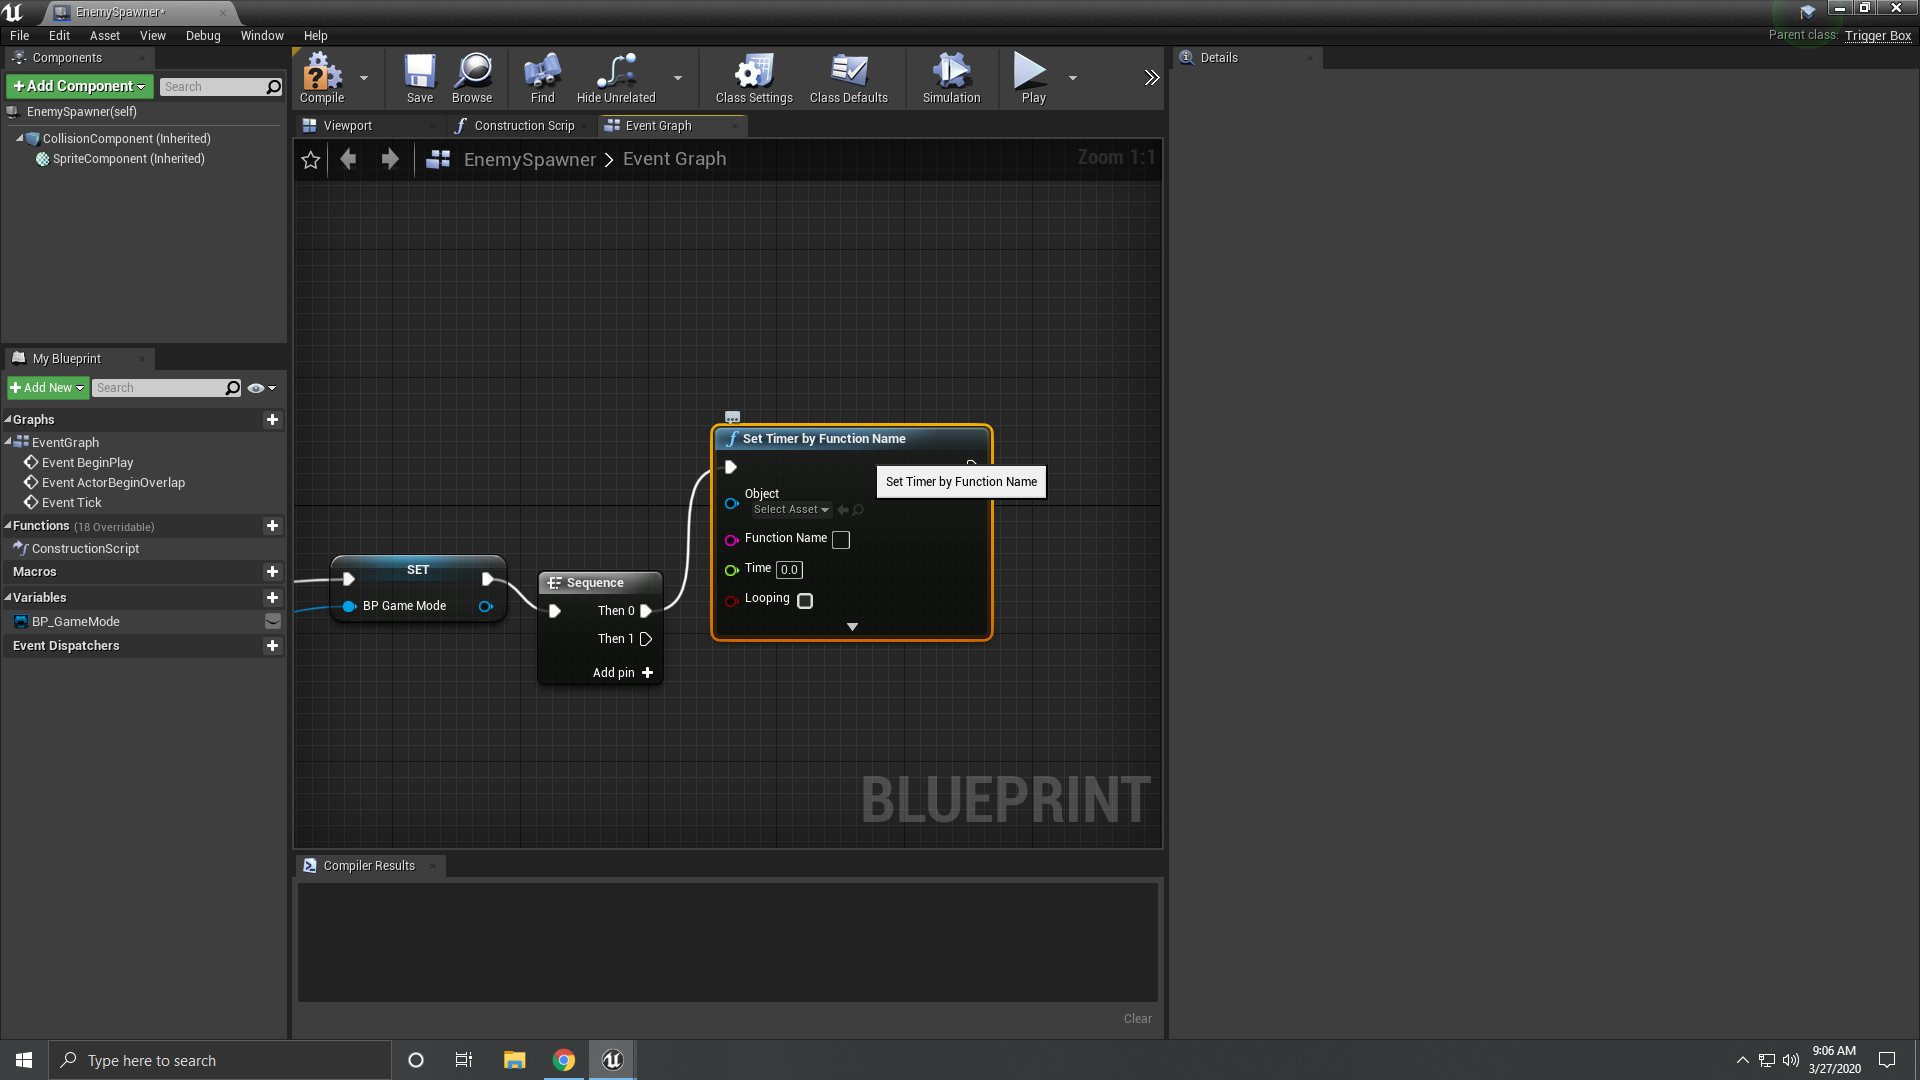 EnemySpawner•
File Edit Asset View Debug Window Help
Parent class: Trigger Box
Components
+ Add Component
Search
EnemySpawner(self)
CollisionComponent (Inherited)
SpriteComponent (Inherited)
Compile
Save
Browse
Find
Hide Unrelated
Class Settings
Class Defaults
Simulation
Play
Details
Viewport
Construction Scrip
Event Graph
EnemySpawner > Event Graph
Zoom 1:1
My Blueprint
+ Add New
Search
Graphs
EventGraph
Event BeginPlay
Event ActorBeginOverlap
Event Tick
Functions (18 Overridable)
ConstructionScript
Macros
Variables
BP_GameMode
Event Dispatchers
SET
BP Game Mode
Sequence
Then 0
Then 1
Add pin +
Set Timer by Function Name
Object
Select Asset
Function Name
Time 0.0
Looping
Set Timer by Function Name
BLUEPRINT
Compiler Results
Clear
Type here to search
9:06 AM
3/27/2020